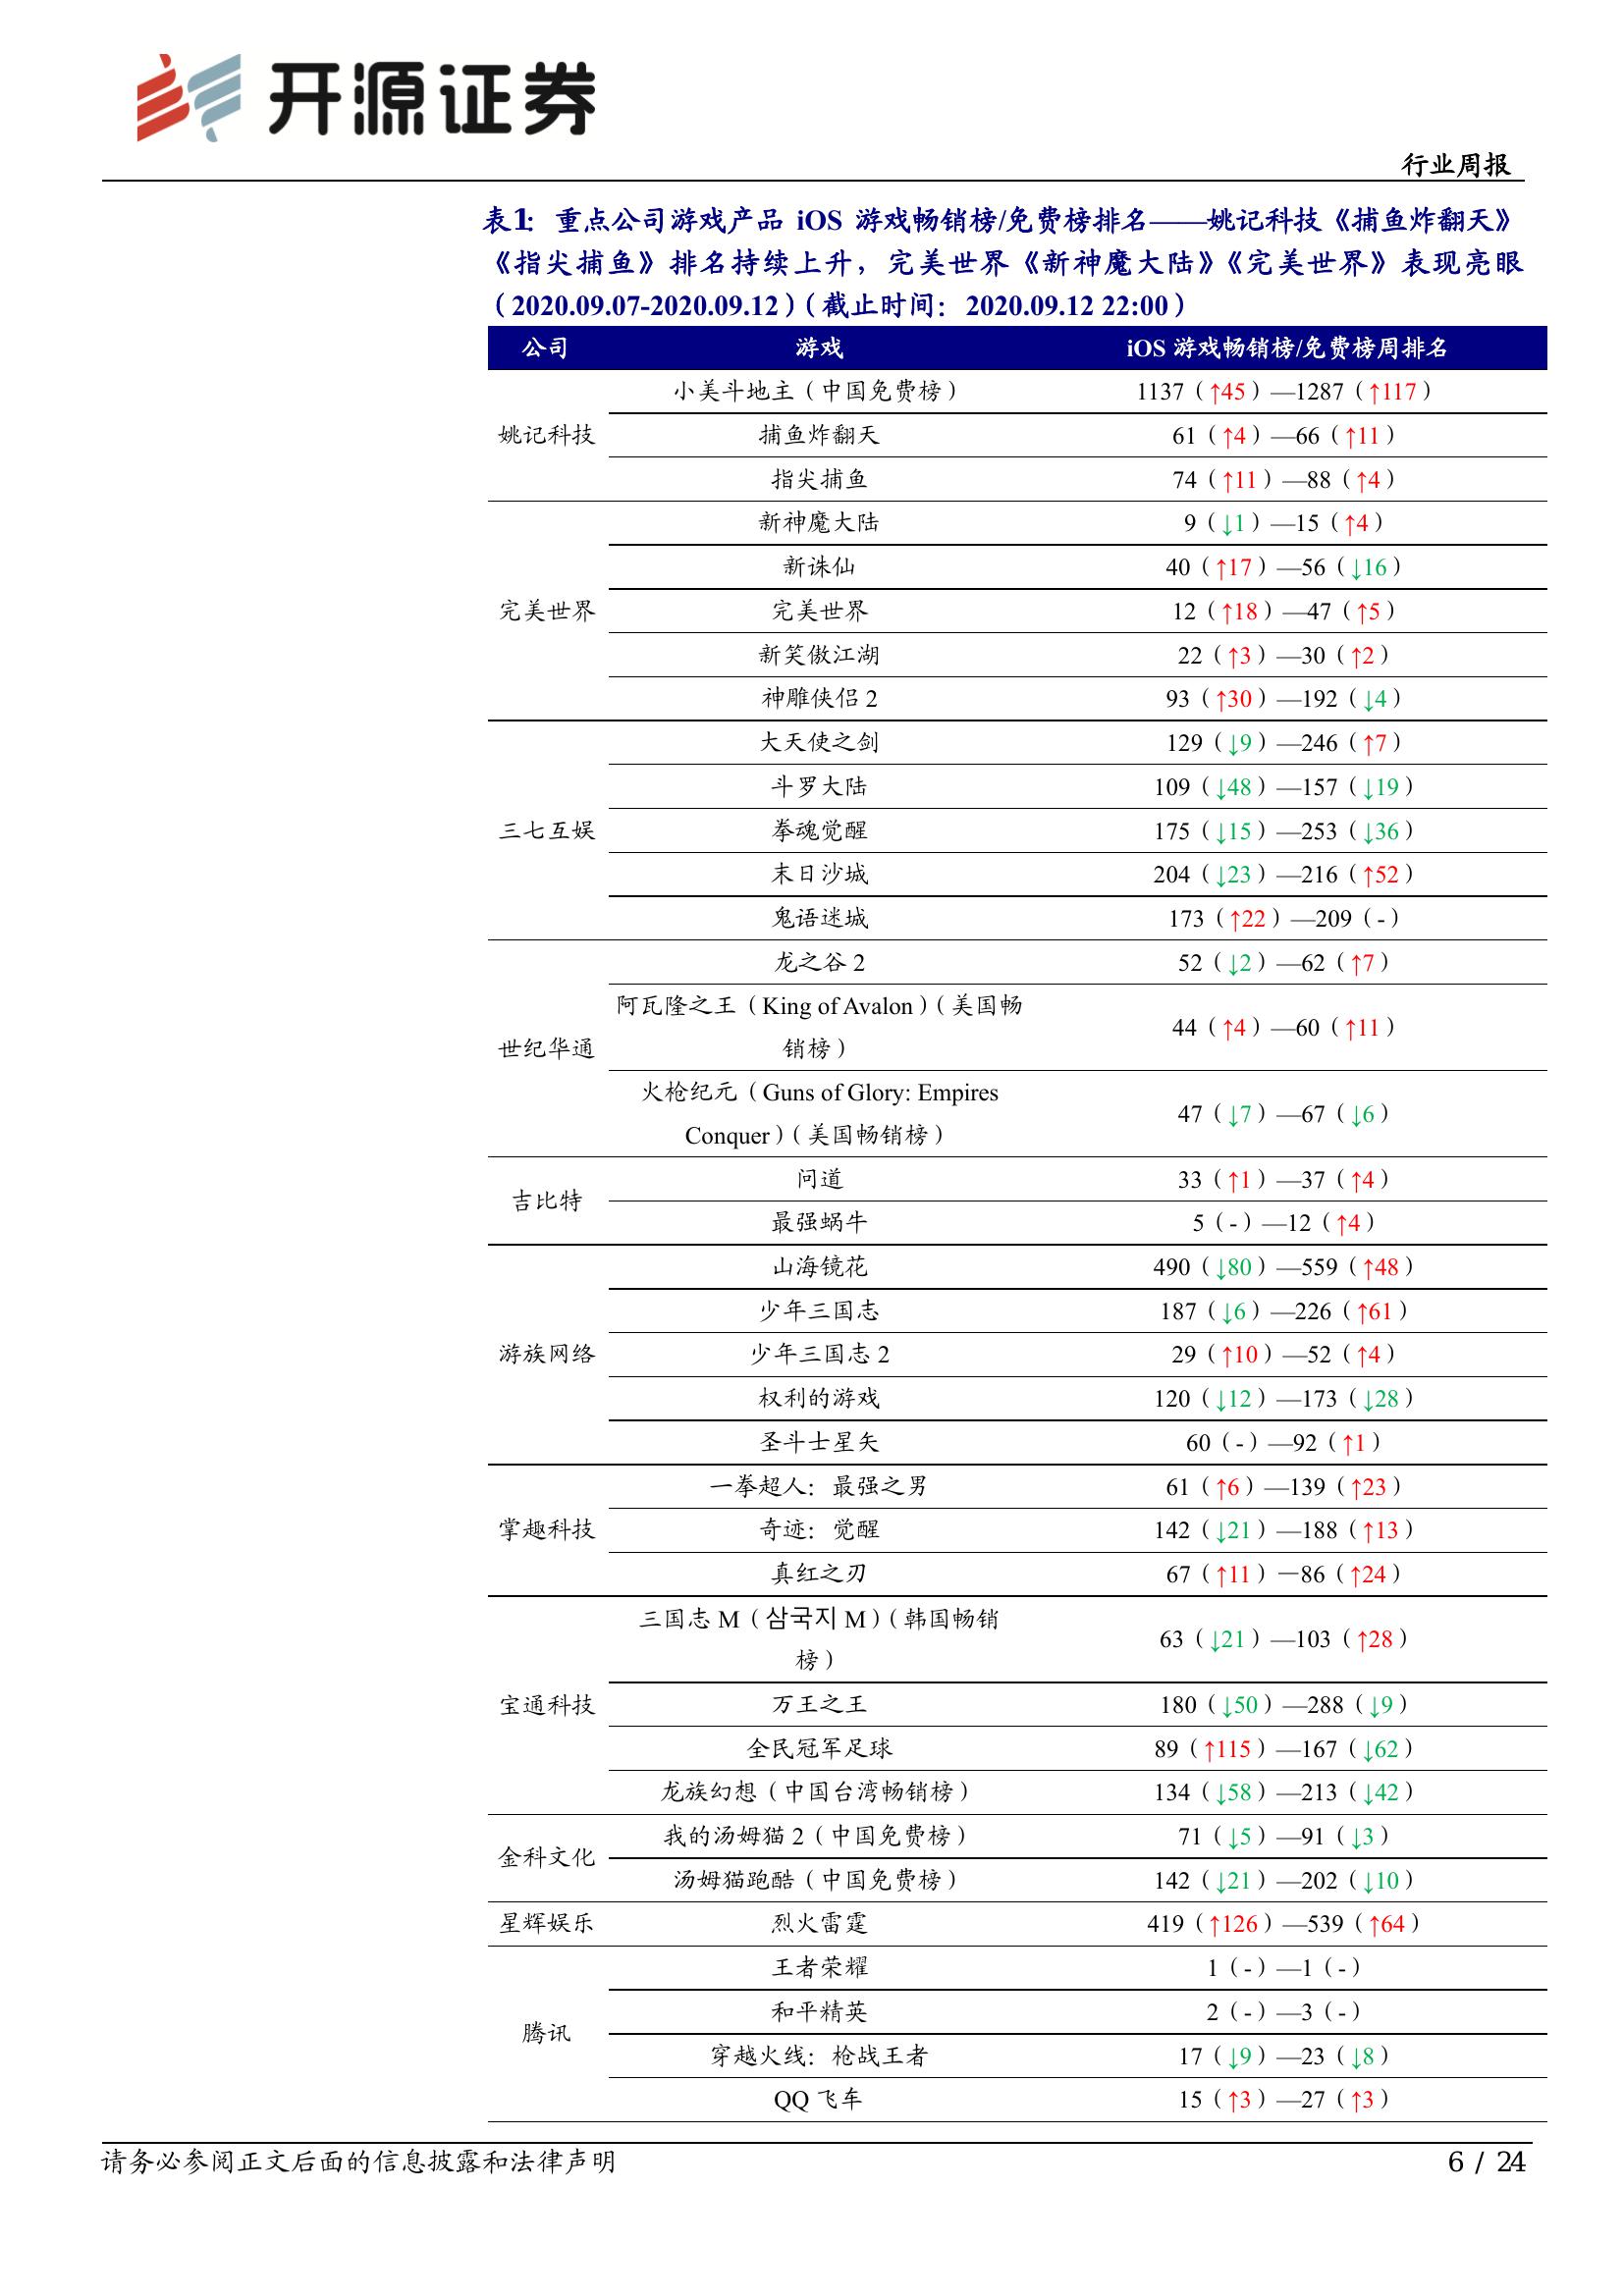 开源证券
行业周报
表1: 重点公司游戏产品 iOS 游戏畅销榜/免费榜排名——姚记科技《捕鱼炸翻天》
《指尖捕鱼》排名持续上升，完美世界《新神魔大陆》《完美世界》表现亮眼
（2020.09.07-2020.09.12）（截止时间：2020.09.12 22:00）
公司 游戏 iOS 游戏畅销榜/免费榜周排名
小美斗地主（中国免费榜） 1137（↑45）—1287（↑117）
姚记科技 捕鱼炸翻天 61（↑4）—66（↑11）
指尖捕鱼 74（↑11）—88（↑4）
新神魔大陆 9（↓1）—15（↑4）
新诛仙 40（↑17）—56（↓16）
完美世界 完美世界 12（↑18）—47（↑5）
新笑傲江湖 22（↑3）—30（↑2）
神雕侠侣 2 93（↑30）—192（↓4）
大天使之剑 129（↓9）—246（↑7）
斗罗大陆 109（↓48）—157（↓19）
三七互娱 拳魂觉醒 175（↓15）—253（↓36）
末日沙城 204（↓23）—216（↑52）
鬼语迷城 173（↑22）—209（-）
龙之谷 2 52（↓2）—62（↑7）
阿瓦隆之王（King of Avalon）（美国畅
销榜） 44（↑4）—60（↑11）
世纪华通
火枪纪元（Guns of Glory: Empires
Conquer）（美国畅销榜） 47（↓7）—67（↓6）
问道 33（↑1）—37（↑4）
吉比特
最强蜗牛 5（-）—12（↑4）
山海镜花 490（↓80）—559（↑48）
少年三国志 187（↓6）—226（↑61）
游族网络 少年三国志 2 29（↑10）—52（↑4）
权利的游戏 120（↓12）—173（↓28）
圣斗士星矢 60（-）—92（↑1）
一拳超人：最强之男 61（↑6）—139（↑23）
掌趣科技 奇迹：觉醒 142（↓21）—188（↑13）
真红之刃 67（↑11）—86（↑24）
三国志 M（삼국지 M）（韩国畅销
榜） 63（↓21）—103（↑28）
宝通科技 万王之王 180（↓50）—288（↓9）
全民冠军足球 89（↑115）—167（↓62）
龙族幻想（中国台湾畅销榜） 134（↓58）—213（↓42）
我的汤姆猫 2（中国免费榜） 71（↓5）—91（↓3）
金科文化
汤姆猫跑酷（中国免费榜） 142（↓21）—202（↓10）
星辉娱乐 烈火雷霆 419（↑126）—539（↑64）
王者荣耀 1（-）—1（-）
和平精英 2（-）—3（-）
腾讯
穿越火线：枪战王者 17（↓9）—23（↓8）
QQ 飞车 15（↑3）—27（↑3）
请务必参阅正文后面的信息披露和法律声明 6 / 24